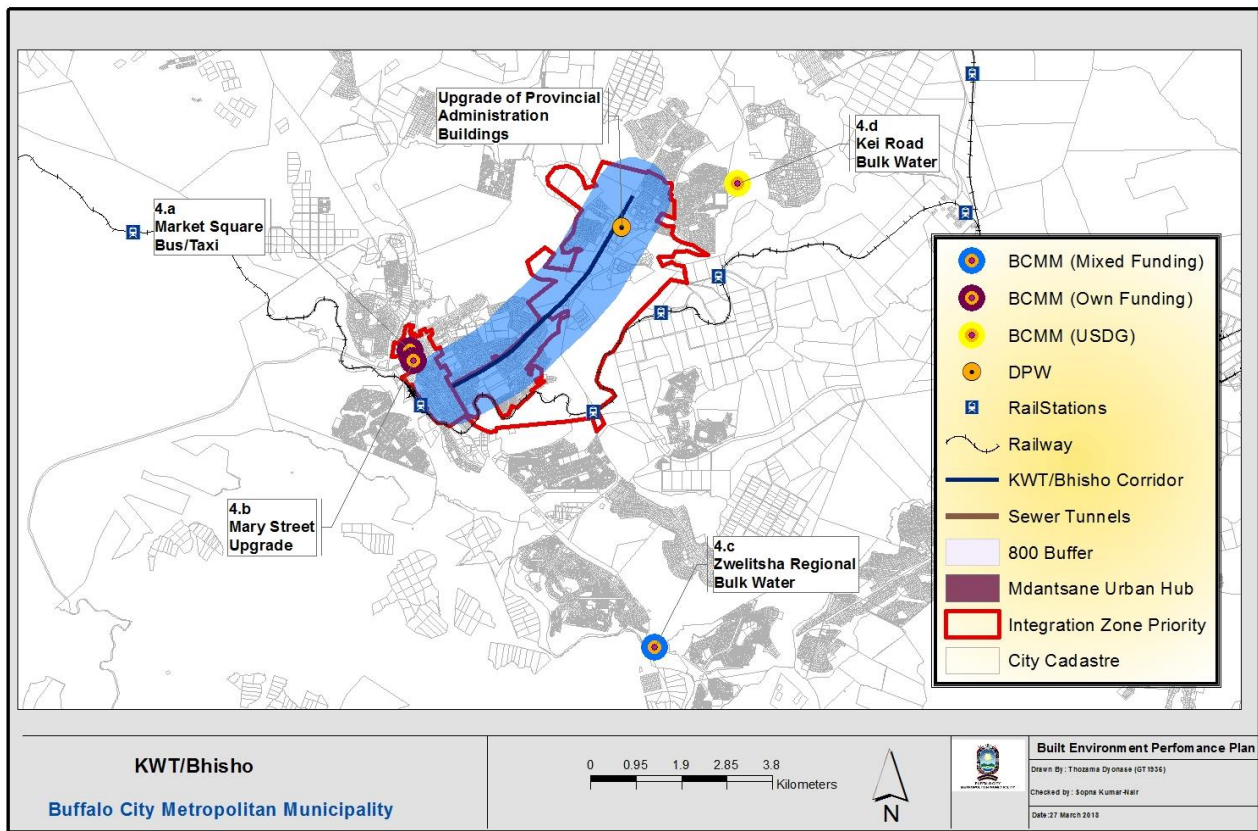 Upgrade of Provincial
Administration
Buildings
4.d
Kei Road
Bulk Water
4.a
Market Square
Bus/Taxi
4.b
Mary Street
Upgrade
4.c
Zwelitsha Regional
Bulk Water
BCMM (Mixed Funding)
BCMM (Own Funding)
BCMM (USDG)
DPW
RailStations
Railway
KWT/Bhisho Corridor
Sewer Tunnels
800 Buffer
Mdantsane Urban Hub
Integration Zone Priority
City Cadastre
KWT/Bhisho
Buffalo City Metropolitan Municipality
0 0.95 1.9 2.85 3.8
Kilometers
N
BUFFALO CITY
METROPOLITAN MUNICIPALITY
Built Environment Perfomance Plan
Drawn By: Thozama Dyonase (GT1936)
Checked by: Sopna Kumar-Nair
Date:27 March 2018